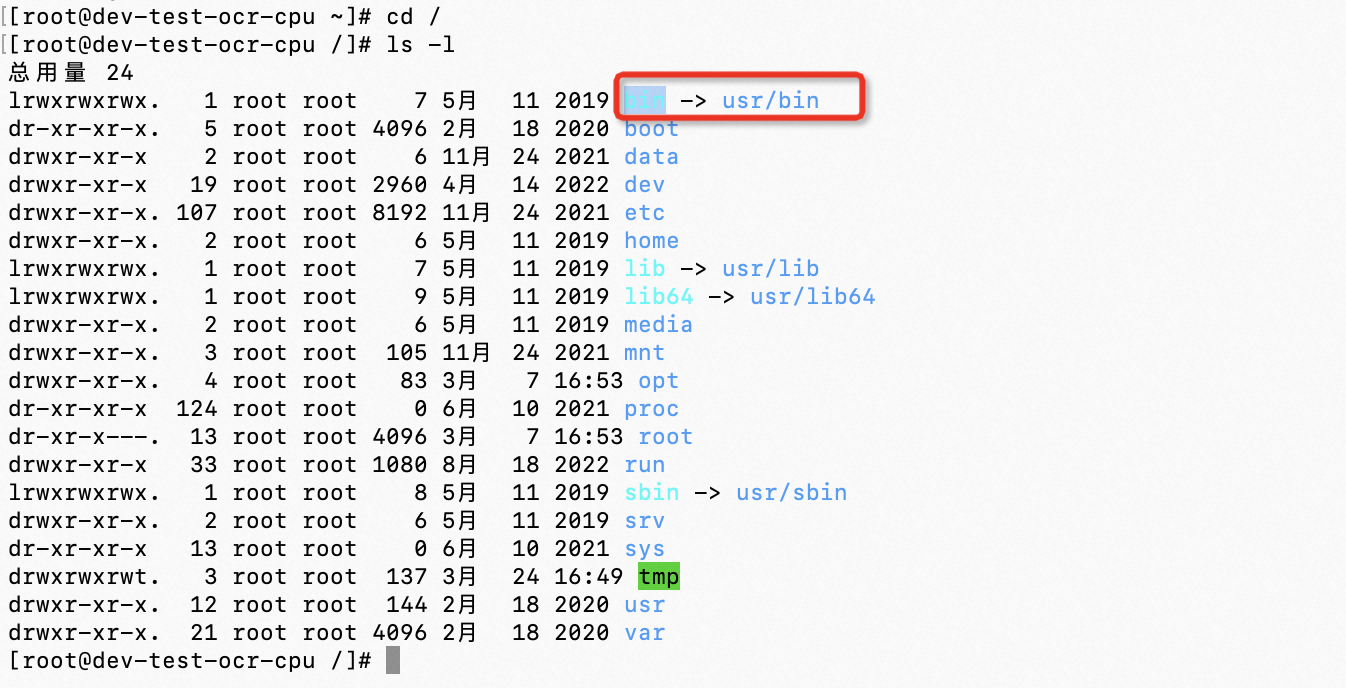 [[root@dev-test-ocr-cpu ~]# cd /
[[root@dev-test-ocr-cpu /]# ls -l
总用量 24
lrwxrwxrwx.   1 root root    7 5月  11 2019 bin -> usr/bin
dr-xr-xr-x.   5 root root 4096 2月  18 2020 boot
drwxr-xr-x    2 root root    6 11月 24 2021 data
drwxr-xr-x   19 root root 2960 4月  14 2022 dev
drwxr-xr-x. 107 root root 8192 11月 24 2021 etc
drwxr-xr-x.   2 root root    6 5月  11 2019 home
lrwxrwxrwx.   1 root root    7 5月  11 2019 lib -> usr/lib
lrwxrwxrwx.   1 root root    9 5月  11 2019 lib64 -> usr/lib64
drwxr-xr-x.   2 root root    6 5月  11 2019 media
drwxr-xr-x.   3 root root  105 11月 24 2021 mnt
drwxr-xr-x.   4 root root   83 3月   7 16:53 opt
dr-xr-xr-x  124 root root    0 6月  10 2021 proc
dr-xr-x---.  13 root root 4096 3月   7 16:53 root
drwxr-xr-x   33 root root 1080 8月  18 2022 run
lrwxrwxrwx.   1 root root    8 5月  11 2019 sbin -> usr/sbin
drwxr-xr-x.   2 root root    6 5月  11 2019 srv
dr-xr-xr-x   13 root root    0 6月  10 2021 sys
drwxrwxrwt.   3 root root  137 3月  24 16:49 tmp
drwxr-xr-x.  12 root root  144 2月  18 2020 usr
drwxr-xr-x.  21 root root 4096 2月  18 2020 var
[root@dev-test-ocr-cpu /]#